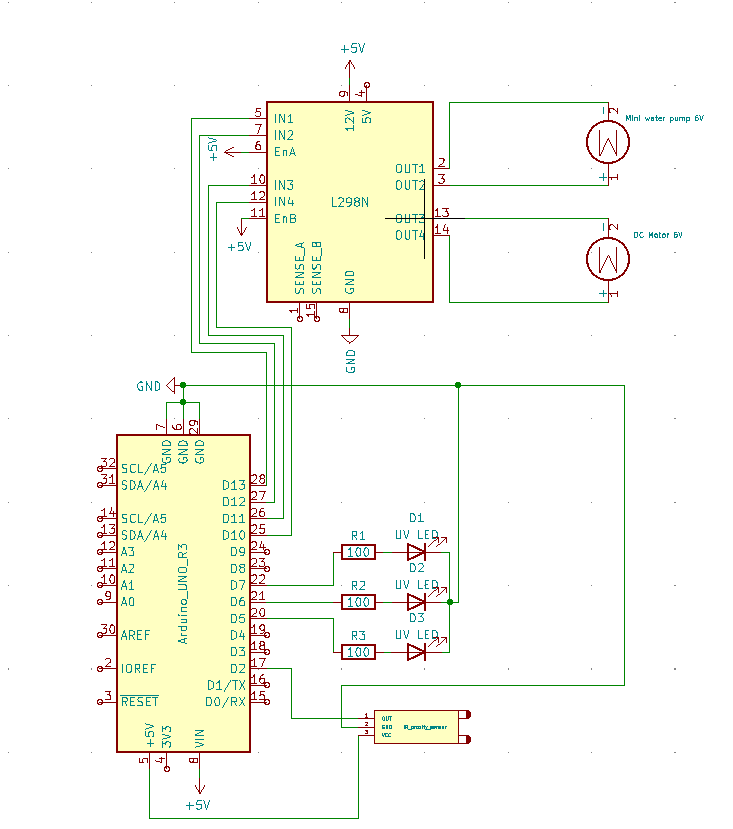 +5V
9
4
12V
5V
5
IN1
7
IN2
6
EnA
+5V
10
IN3
12
IN4
11
EnB
+5V
L298N
OUT1
2
OUT2
3
OUT3
13
OUT4
14
SENSE_A
SENSE_B
GND
1
15
8
GND
- 2
Mini water pump 6V
M
+ 1
- 2
DC Motor 6V
M
+ 1
GND
7
6
29
GND
GND
GND
32
SCL/A5
31
SDA/A4
14
SCL/A5
13
SDA/A4
12
A3
11
A2
10
A1
9
A0
30
AREF
2
IOREF
3
RESET
Arduino_UNO_R3
D13
28
D12
27
D11
26
D10
25
D9
24
D8
23
D7
22
D6
21
D5
20
D4
19
D3
18
D2
17
D1/TX
16
D0/RX
15
+5V
3V3
VIN
5
4
8
+5V
R1
100
D1
UV LED
R2
100
D2
UV LED
R3
100
D3
UV LED
1
OUT
2
GND
3
VCC
IR_proxity_sensor